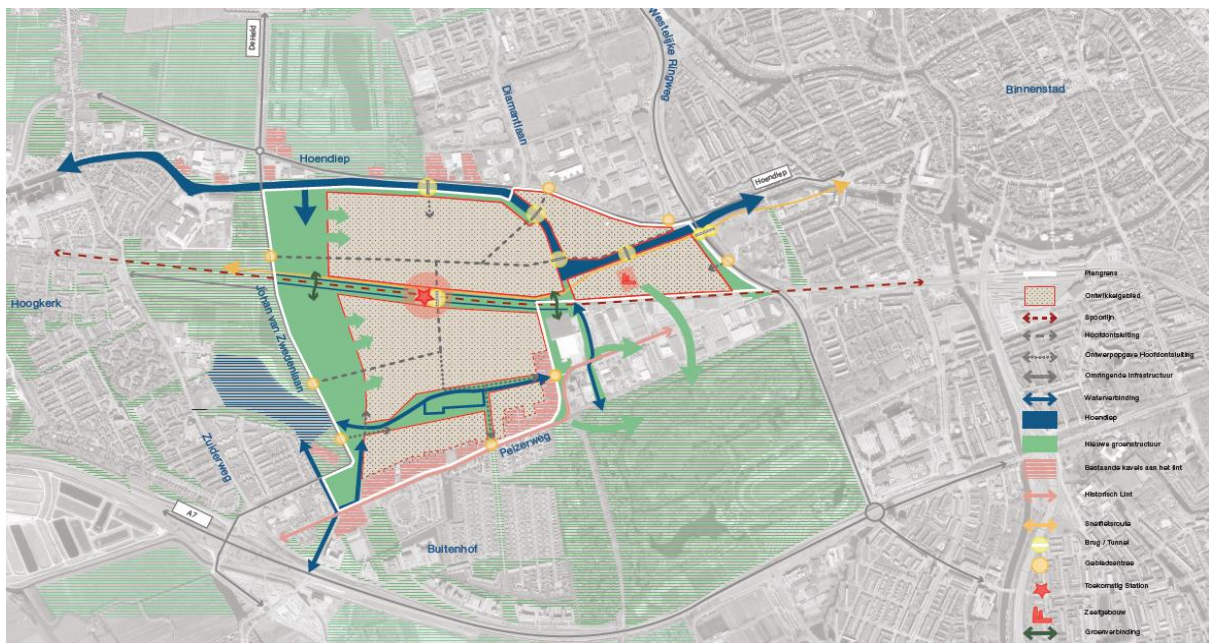 De Held
Westelijke Ringweg
Binnenstad
Diamantlaan
Hoendiep
Hoendiep
Hoogkerk
Johan van Zwedenlaan
Zuiderweg
Peizerweg
A7
Buitenhof
Plangrens
Ontwikkelgebied
Spoorlijn
Hoofdontsluiting
Ontwerpopgave Hoofdontsluiting
Omringende infrastructuur
Waterverbinding
Hoendiep
Nieuwe groenstructuur
Bestaande kavels aan het lint
Historisch Lint
Snelfietsroute
Brug / Tunnel
Gebiedsentree
Toekomstig Station
Zeefgebouw
Groenverbinding